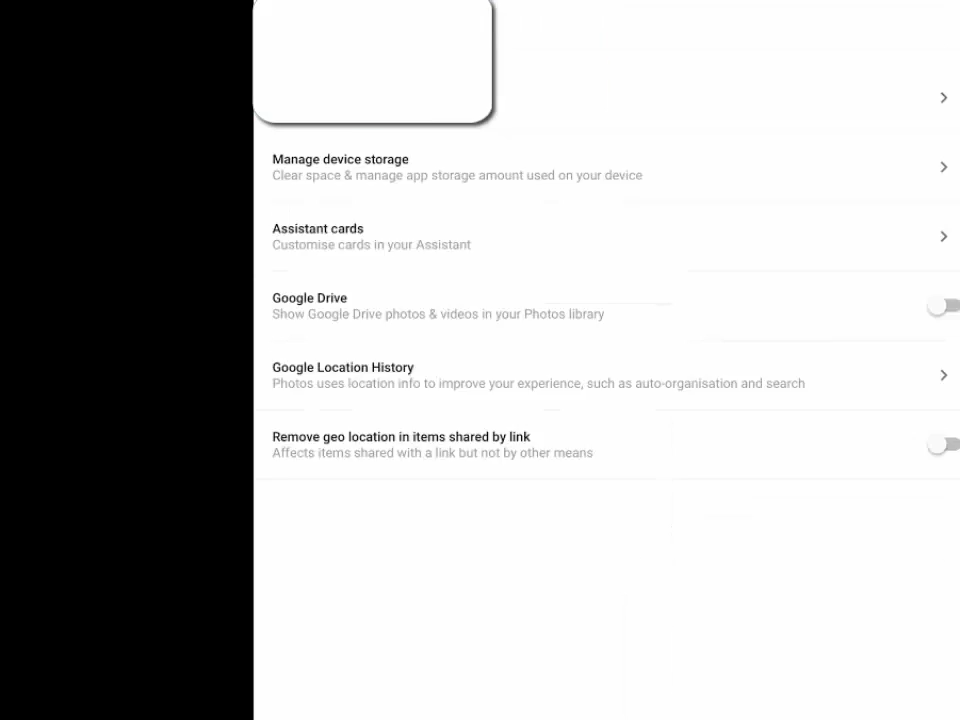 Manage device storage
Clear space & manage app storage amount used on your device
Assistant cards
Customise cards in your Assistant
Google Drive
Show Google Drive photos & videos in your Photos library
Google Location History
Photos uses location info to improve your experience, such as auto-organisation and search
Remove geo location in items shared by link
Affects items shared with a link but not by other means